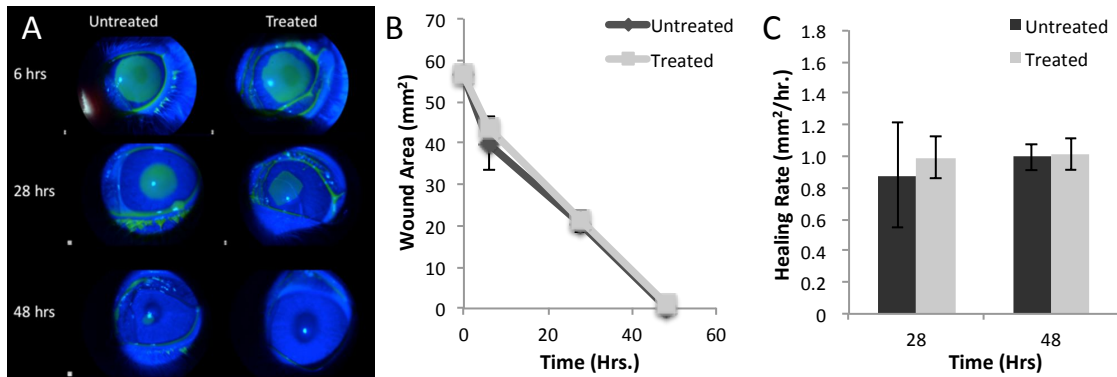 A
Untreated
Treated
6 hrs
28 hrs
48 hrs
B
Untreated
Treated
Wound Area (mm²)
70
60
50
40
30
20
10
0
0
20
40
60
Time (Hrs.)
C
Untreated
Treated
Healing Rate (mm²/hr.)
1.8
1.6
1.4
1.2
1.0
0.8
0.6
0.4
0.2
0
28
48
Time (Hrs)